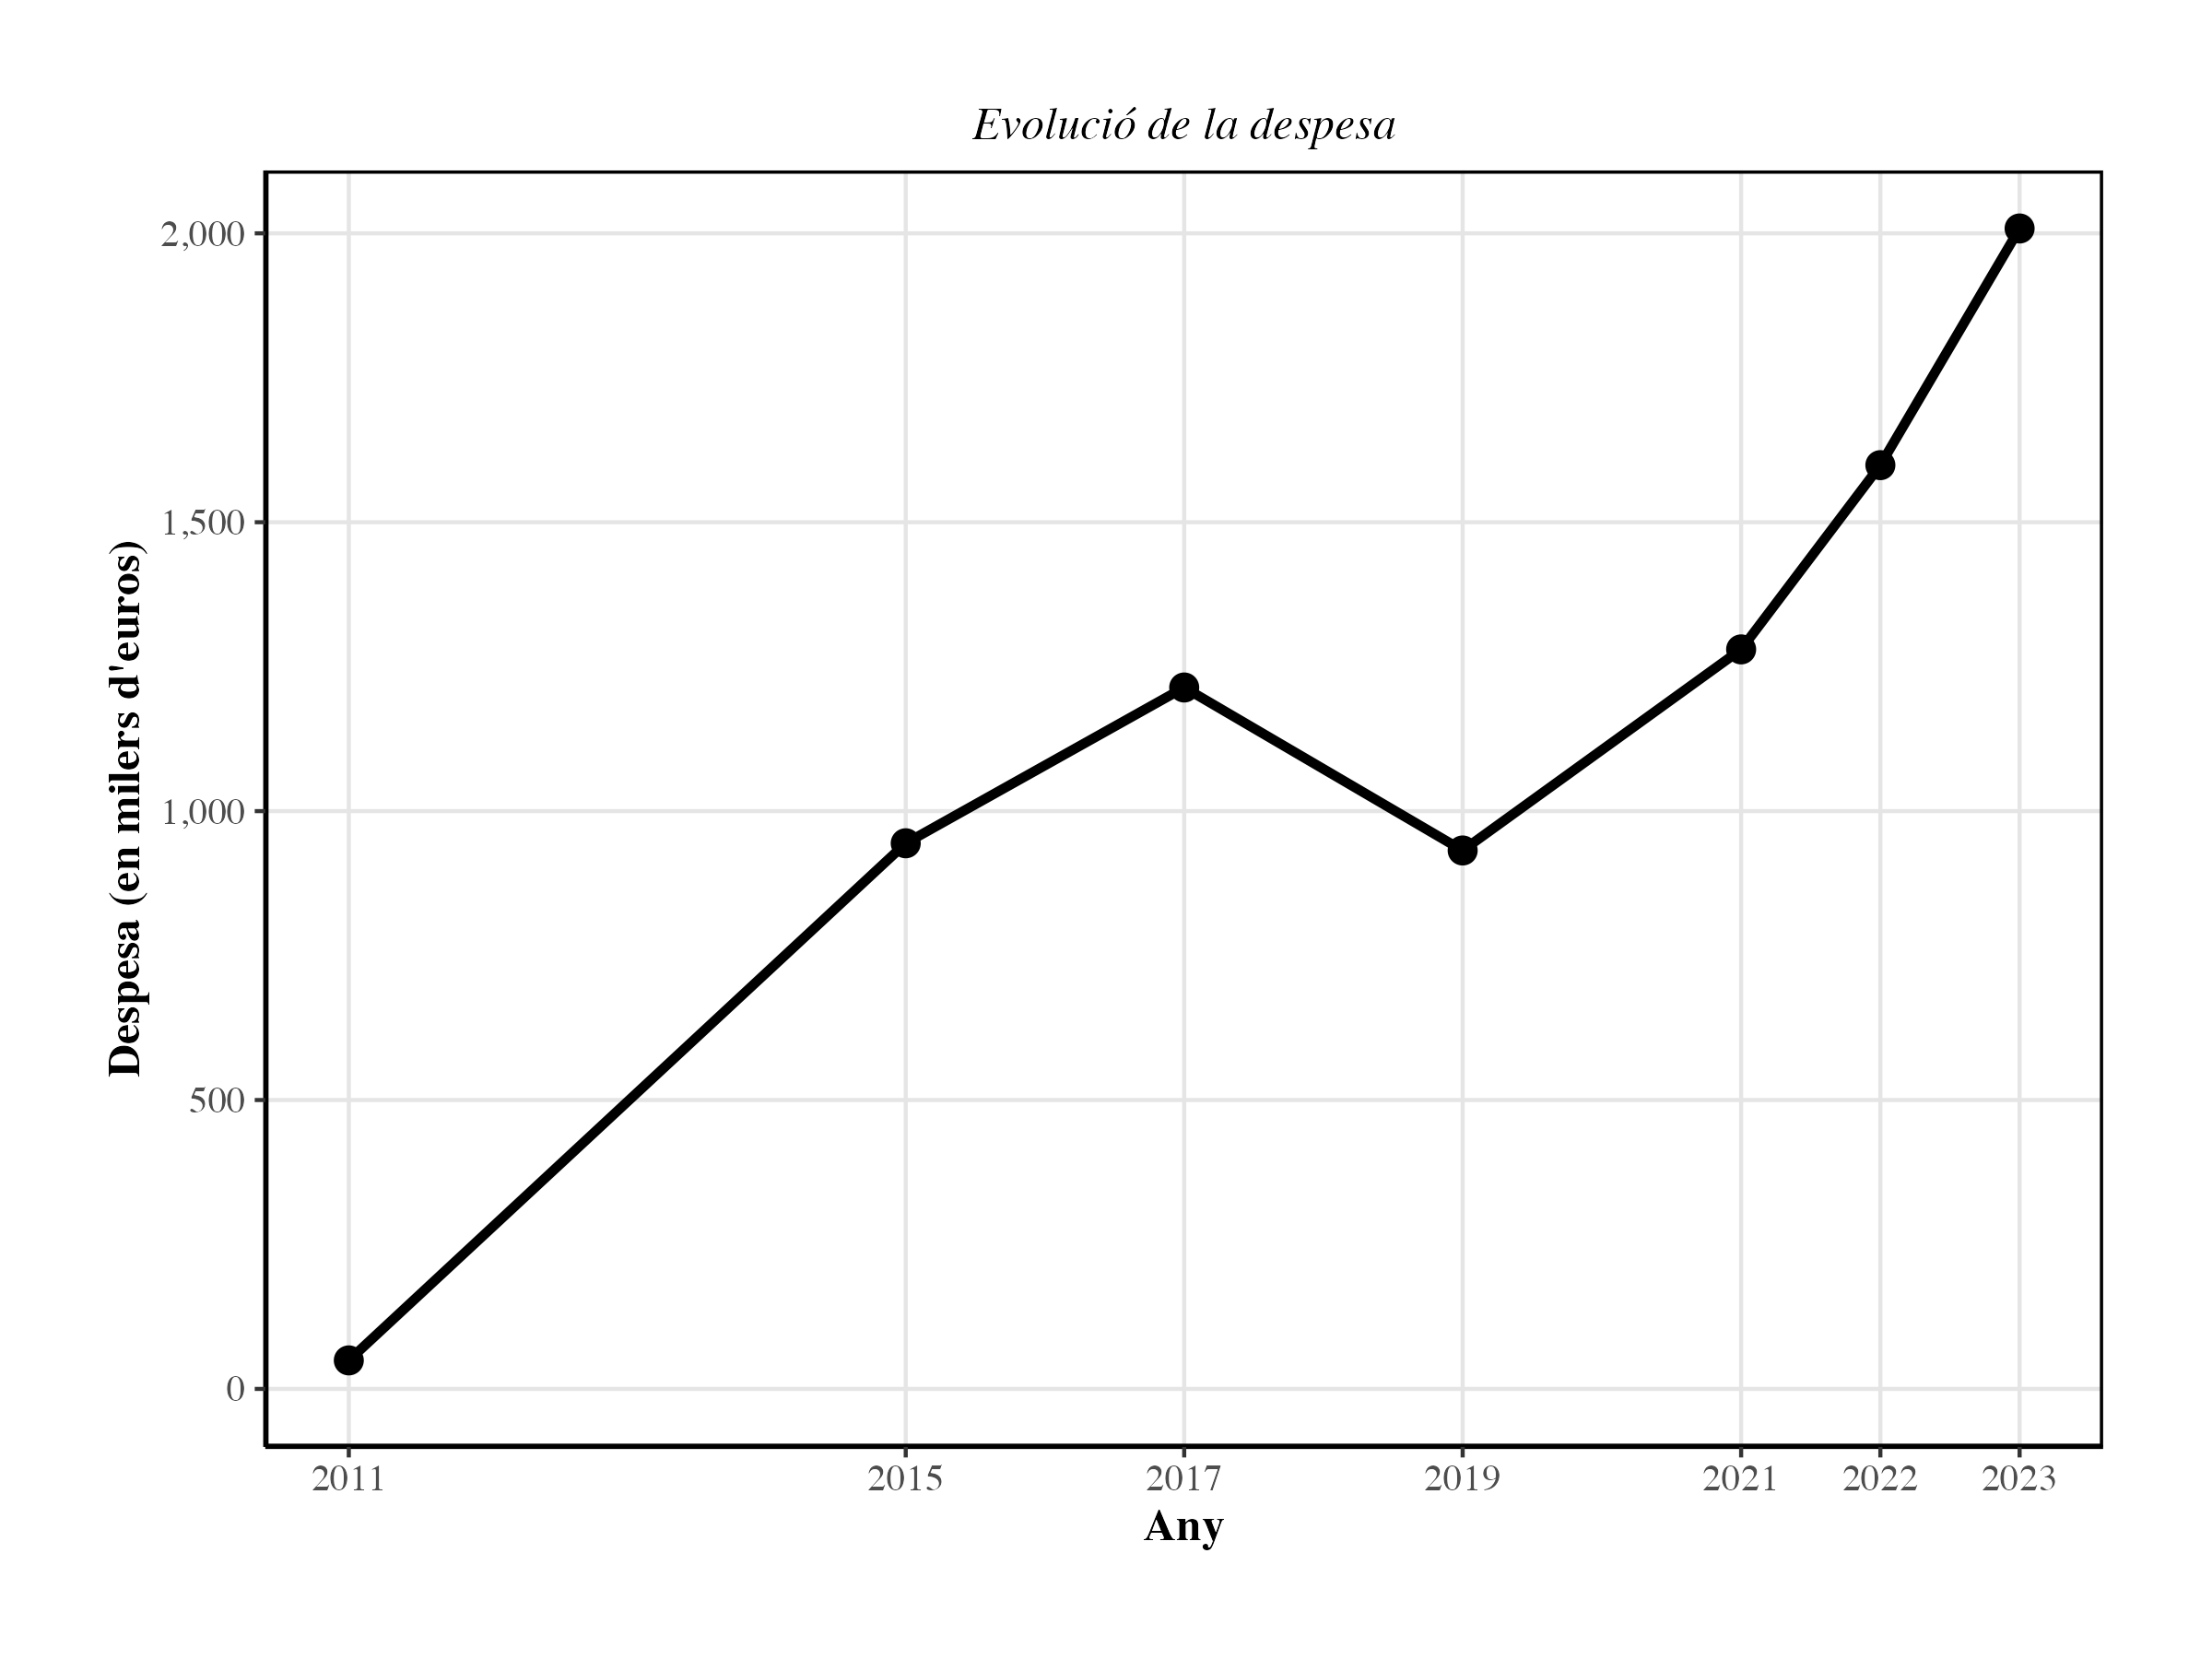 Evolució de la despesa
Despesa (en milers d'euros)
2,000
1,500
1,000
500
0
2011 2015 2017 2019 2021 2022 2023
Any